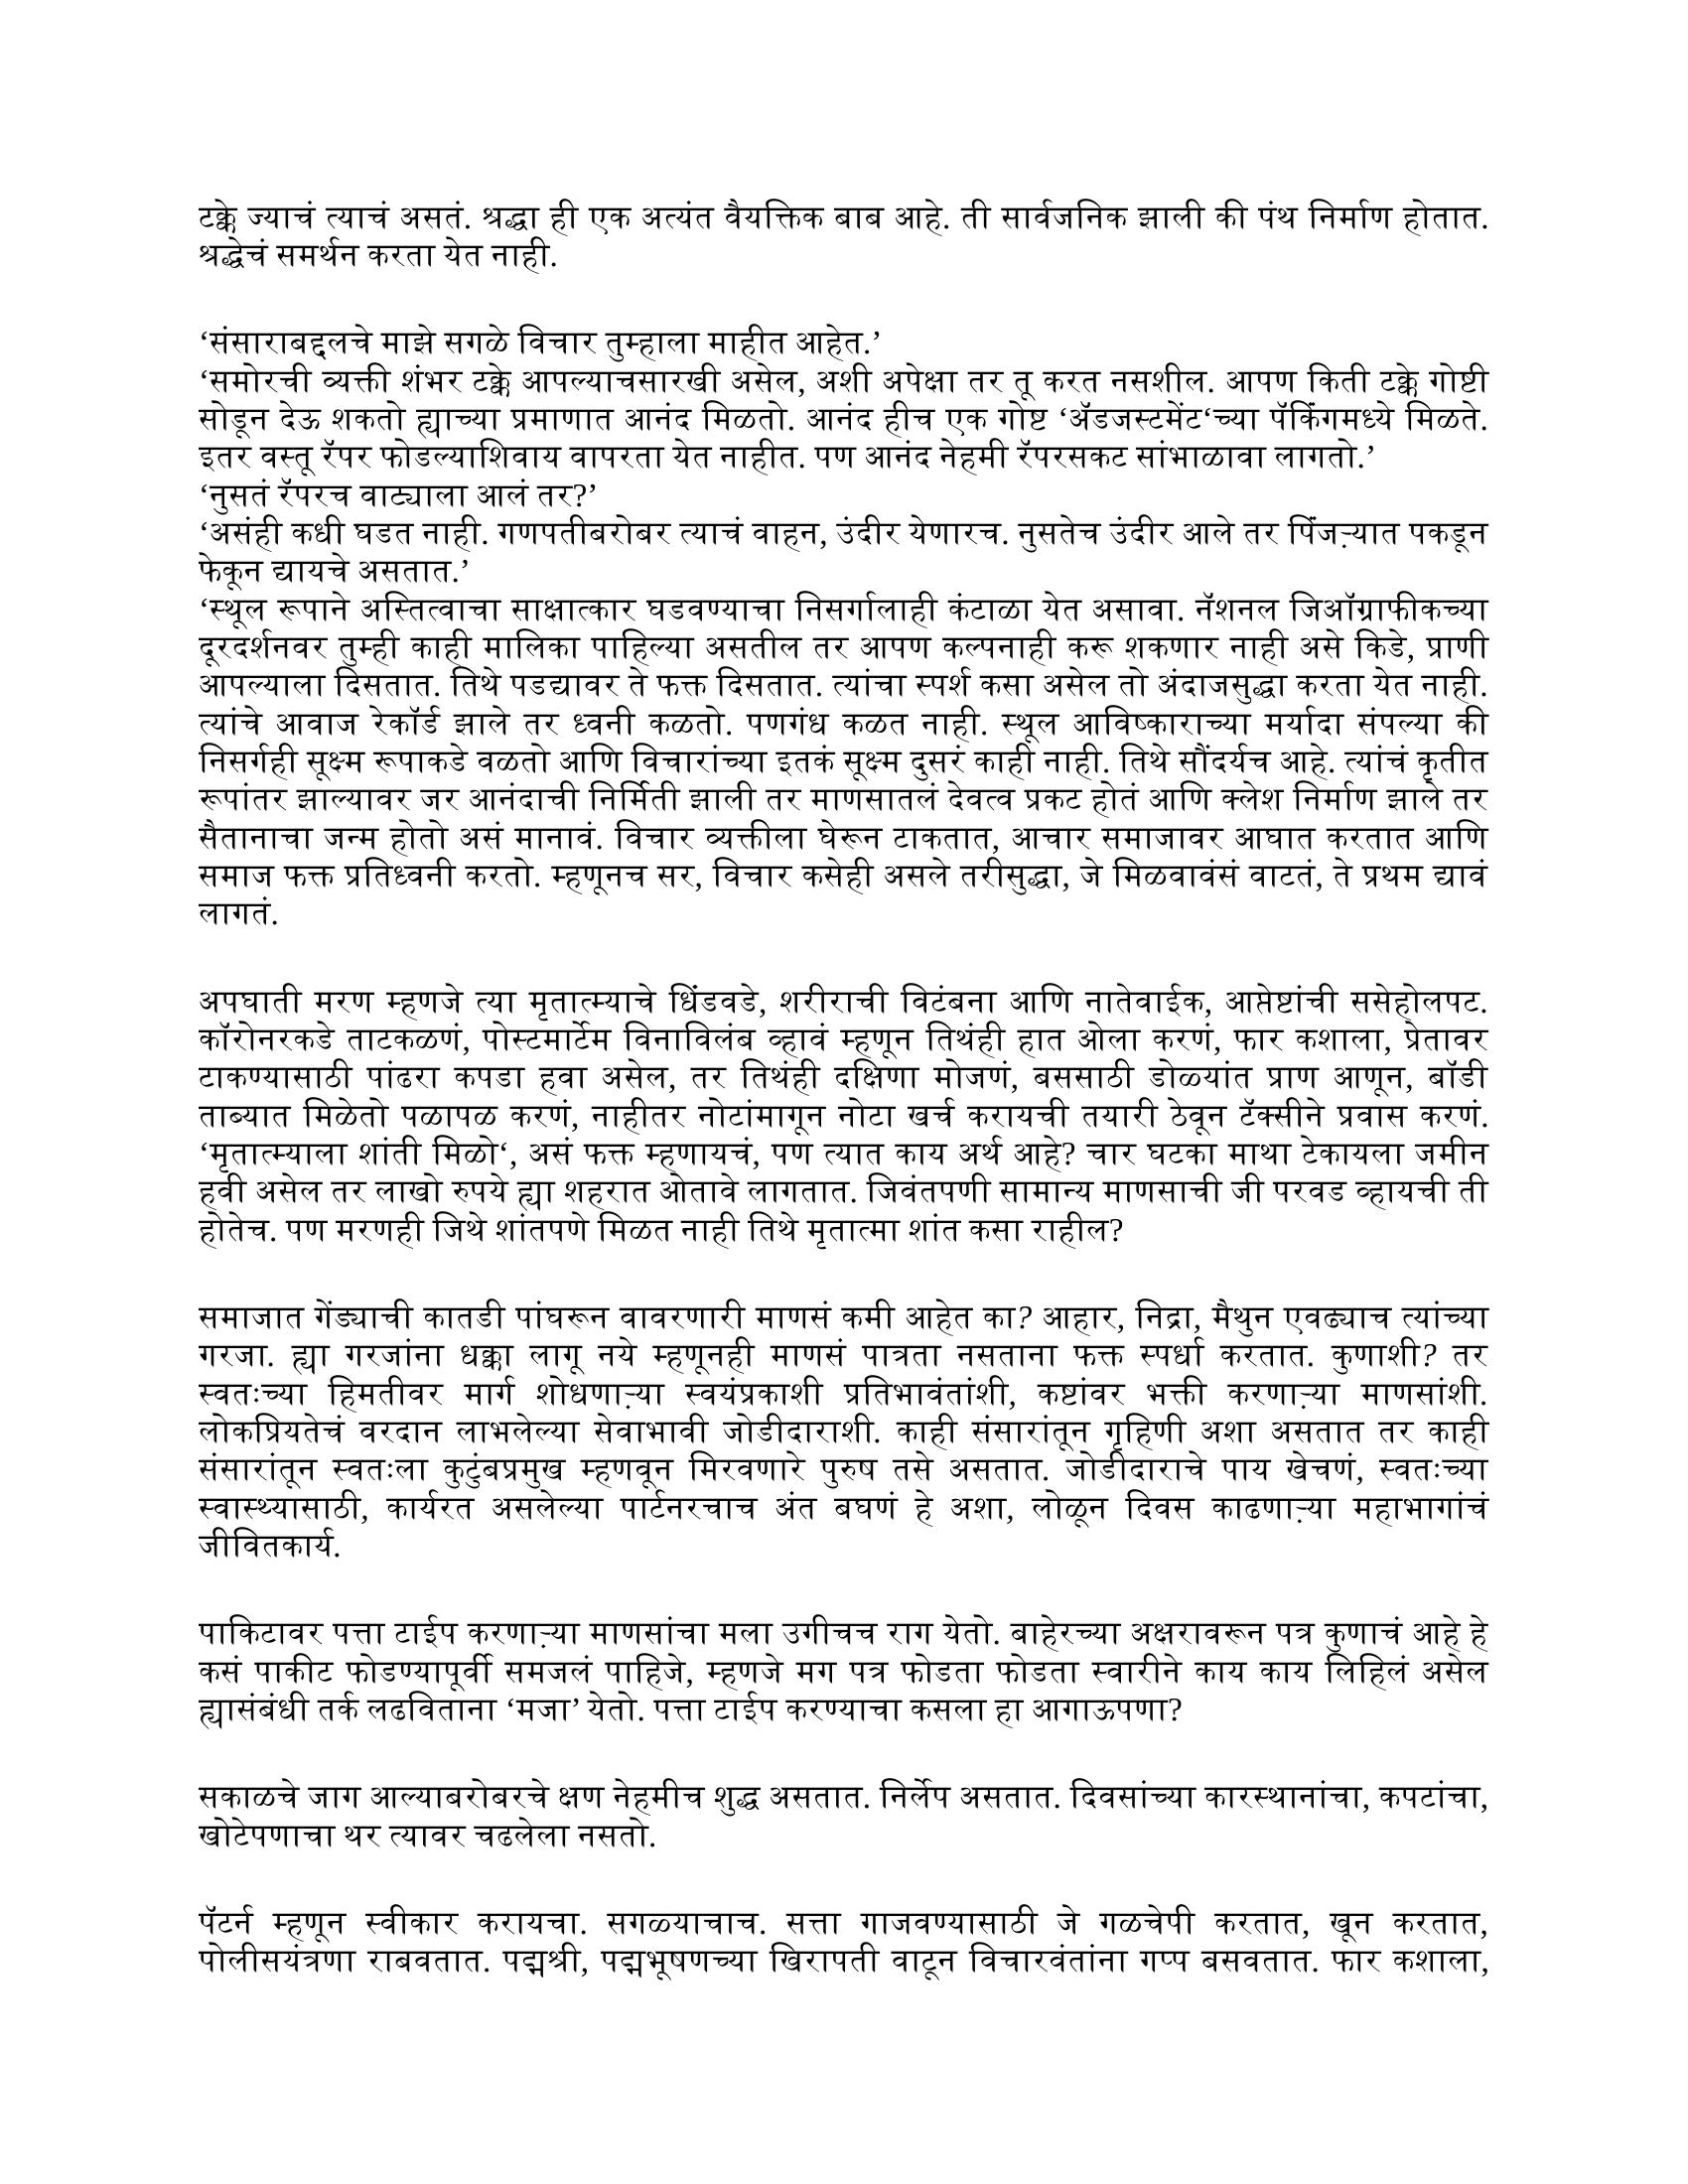 टक्के ज्याचं त्याचं असतं. श्रद्धा ही एक अत्यंत वैयक्तिक बाब आहे. ती सार्वजनिक झाली की पंथ निर्माण होतात.
श्रद्धेचं समर्थन करता येत नाही.
‘संसाराबद्दलचे माझे सगळे विचार तुम्हाला माहीत आहेत.’
‘समोरची व्यक्ती शंभर टक्के आपल्याचसारखी असेल, अशी अपेक्षा तर तू करत नसशील. आपण किती टक्के गोष्टी
सोडून देऊ शकतो ह्याच्या प्रमाणात आनंद मिळतो. आनंद हीच एक गोष्ट ‘अ‍ॅडजस्टमेंट‘च्या पॅकिंगमध्ये मिळते.
इतर वस्तू रॅपर फोडल्याशिवाय वापरता येत नाहीत. पण आनंद नेहमी रॅपरसकट सांभाळावा लागतो.’
‘नुसतं रॅपरच वाट्याला आलं तर?’
‘असंही कधी घडत नाही. गणपतीबरोबर त्याचं वाहन, उंदीर येणारच. नुसतेच उंदीर आले तर पिंजऱ्यात पकडून
फेकून द्यायचे असतात.’
‘स्थूल रूपाने अस्तित्वाचा साक्षात्कार घडवण्याचा निसर्गालाही कंटाळा येत असावा. नॅशनल जिऑग्राफीकच्या
दूरदर्शनवर तुम्ही काही मालिका पाहिल्या असतील तर आपण कल्पनाही करू शकणार नाही असे किडे, प्राणी
आपल्याला दिसतात. तिथे पडद्यावर ते फक्त दिसतात. त्यांचा स्पर्श कसा असेल तो अंदाजसुद्धा करता येत नाही.
त्यांचे आवाज रेकॉर्ड झाले तर ध्वनी कळतो. पणगंध कळत नाही. स्थूल आविष्काराच्या मर्यादा संपल्या की
निसर्गही सूक्ष्म रूपाकडे वळतो आणि विचारांच्या इतकं सूक्ष्म दुसरं काही नाही. तिथे सौंदर्यच आहे. त्यांचं कृतीत
रूपांतर झाल्यावर जर आनंदाची निर्मिती झाली तर माणसातलं देवत्व प्रकट होतं आणि क्लेश निर्माण झाले तर
सैतानाचा जन्म होतो असं मानावं. विचार व्यक्तीला घेरून टाकतात, आचार समाजावर आघात करतात आणि
समाज फक्त प्रतिध्वनी करतो. म्हणूनच सर, विचार कसेही असले तरीसुद्धा, जे मिळवावंसं वाटतं, ते प्रथम द्यावं
लागतं.
अपघाती मरण म्हणजे त्या मृतात्म्याचे धिंडवडे, शरीराची विटंबना आणि नातेवाईक, आप्तेष्टांची ससेहोलपट.
कॉरोनरकडे ताटकळणं, पोस्टमार्टेम विनाविलंब व्हावं म्हणून तिथंही हात ओला करणं, फार कशाला, प्रेतावर
टाकण्यासाठी पांढरा कपडा हवा असेल, तर तिथंही दक्षिणा मोजणं, बससाठी डोळ्यांत प्राण आणून, बॉडी
ताब्यात मिळेतो पळापळ करणं, नाहीतर नोटांमागून नोटा खर्च करायची तयारी ठेवून टॅक्सीने प्रवास करणं.
‘मृतात्म्याला शांती मिळो‘, असं फक्त म्हणायचं, पण त्यात काय अर्थ आहे? चार घटका माथा टेकायला जमीन
हवी असेल तर लाखो रुपये ह्या शहरात ओतावे लागतात. जिवंतपणी सामान्य माणसाची जी परवड व्हायची ती
होतेच. पण मरणही जिथे शांतपणे मिळत नाही तिथे मृतात्मा शांत कसा राहील?
समाजात गेंड्याची कातडी पांघरून वावरणारी माणसं कमी आहेत का? आहार, निद्रा, मैथुन एवढ्याच त्यांच्या
गरजा. ह्या गरजांना धक्का लागू नये म्हणूनही माणसं पात्रता नसताना फक्त स्पर्धा करतात. कुणाशी? तर
स्वतःच्या हिमतीवर मार्ग शोधणाऱ्या स्वयंप्रकाशी प्रतिभावंतांशी, कष्टांवर भक्ती करणाऱ्या माणसांशी.
लोकप्रियतेचं वरदान लाभलेल्या सेवाभावी जोडीदाराशी. काही संसारांतून गृहिणी अशा असतात तर काही
संसारांतून स्वतःला कुटुंबप्रमुख म्हणवून मिरवणारे पुरुष तसे असतात. जोडीदाराचे पाय खेचणं, स्वतःच्या
स्वास्थ्यासाठी, कार्यरत असलेल्या पार्टनरचाच अंत बघणं हे अशा, लोळून दिवस काढणाऱ्या महाभागांचं
जीवितकार्य.
पाकिटावर पत्ता टाईप करणाऱ्या माणसांचा मला उगीचच राग येतो. बाहेरच्या अक्षरावरून पत्र कुणाचं आहे हे
कसं पाकीट फोडण्यापूर्वी समजलं पाहिजे, म्हणजे मग पत्र फोडता फोडता स्वारीने काय काय लिहिलं असेल
ह्यासंबंधी तर्क लढविताना ‘मजा’ येतो. पत्ता टाईप करण्याचा कसला हा आगाऊपणा?
सकाळचे जाग आल्याबरोबरचे क्षण नेहमीच शुद्ध असतात. निर्लेप असतात. दिवसांच्या कारस्थानांचा, कपटांचा,
खोटेपणाचा थर त्यावर चढलेला नसतो.
पॅटर्न म्हणून स्वीकार करायचा. सगळ्याचाच. सत्ता गाजवण्यासाठी जे गळचेपी करतात, खून करतात,
पोलीसयंत्रणा राबवतात. पद्मश्री, पद्मभूषणच्या खिरापती वाटून विचारवंतांना गप्प बसवतात. फार कशाला,